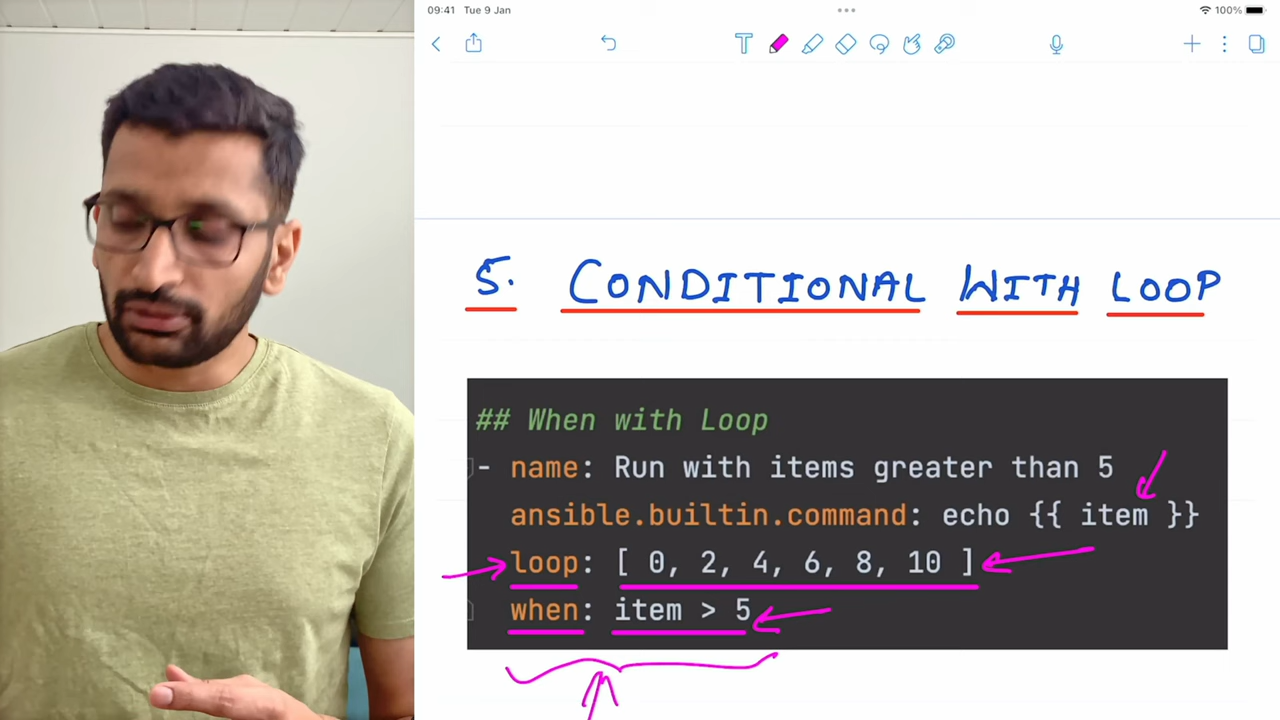 09:41 Tue 9 Jan 100%
T
5. CONDITIONAL WITH LOOP
## When with Loop
- name: Run with items greater than 5
ansible.builtin.command: echo {{ item }}
loop: [ 0, 2, 4, 6, 8, 10 ]
when: item > 5